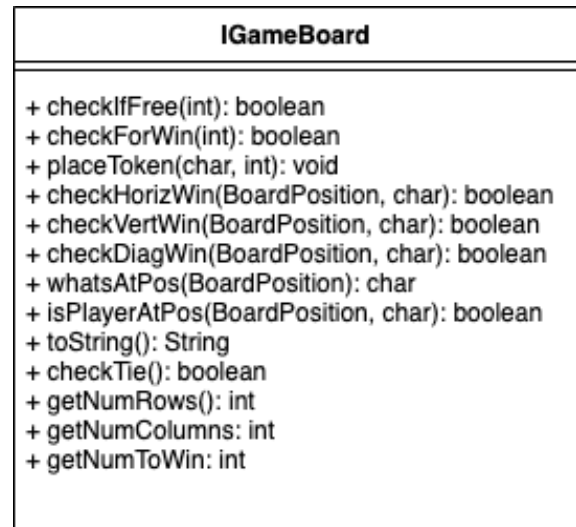 IGameBoard
+ checkIfFree(int): boolean
+ checkForWin(int): boolean
+ placeToken(char, int): void
+ checkHorizWin(BoardPosition, char): boolean
+ checkVertWin(BoardPosition, char): boolean
+ checkDiagWin(BoardPosition, char): boolean
+ whatsAtPos(BoardPosition): char
+ isPlayerAtPos(BoardPosition, char): boolean
+ toString(): String
+ checkTie(): boolean
+ getNumRows(): int
+ getNumColumns: int
+ getNumToWin: int